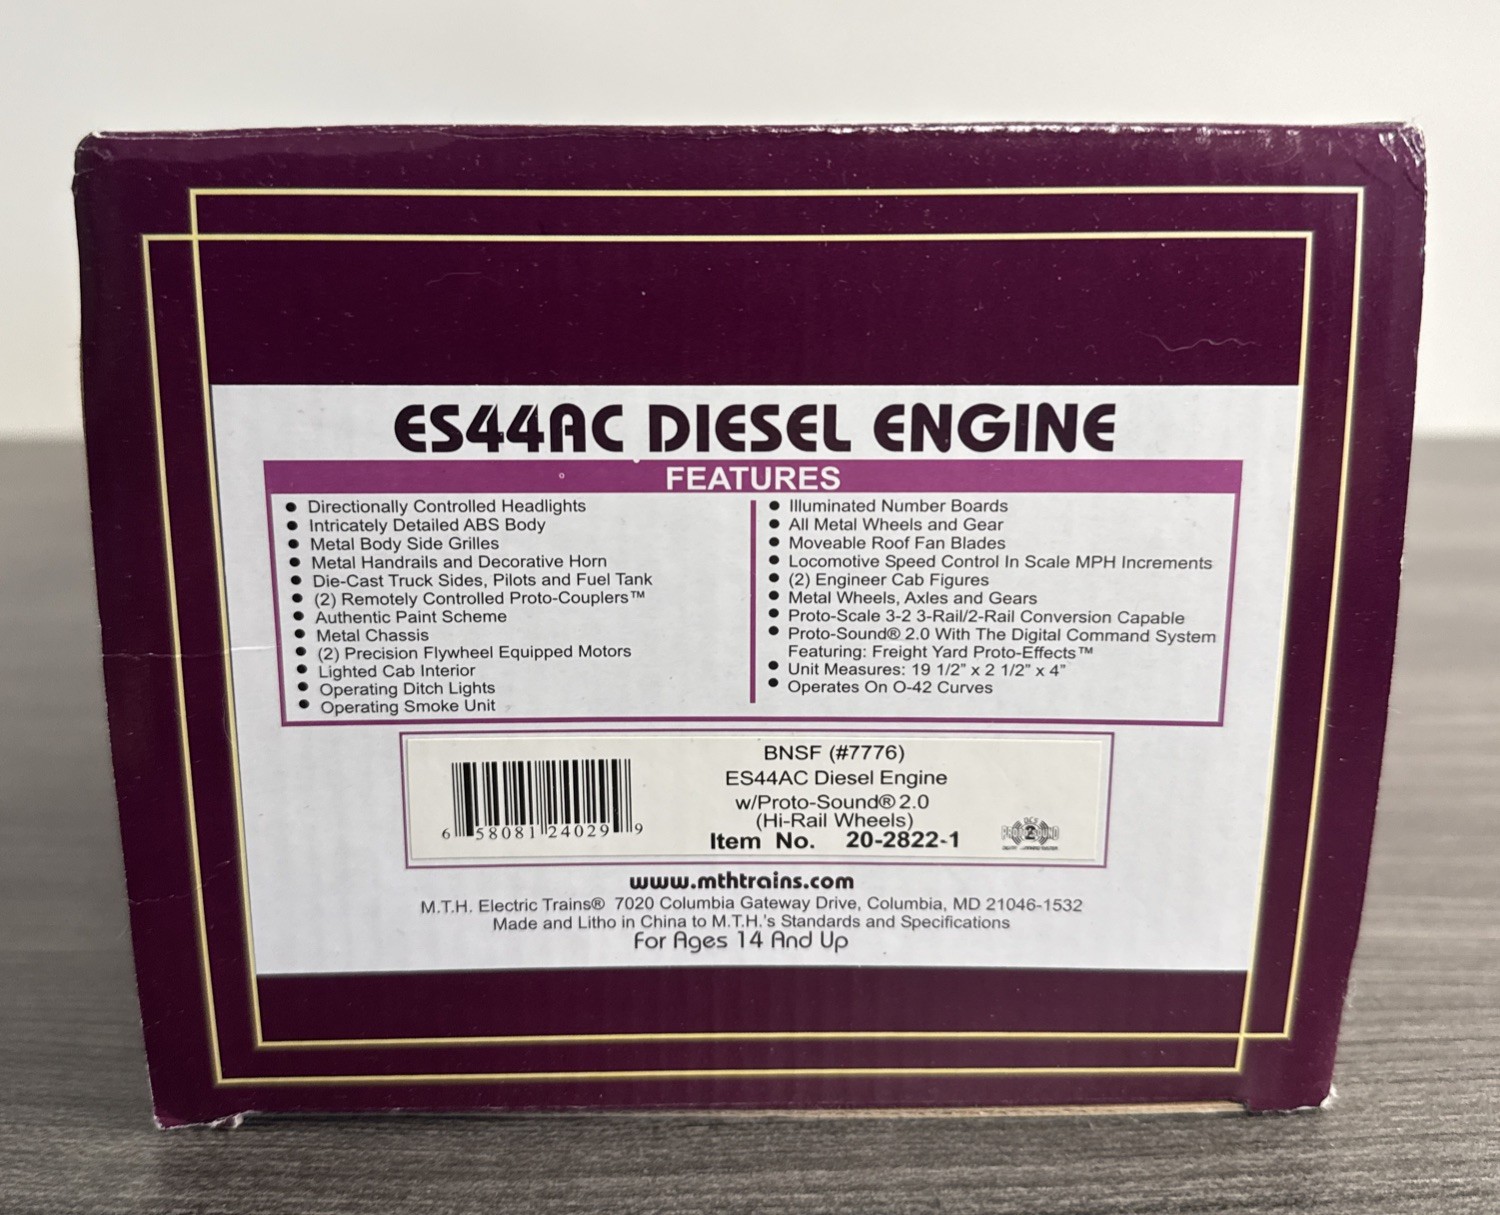 ES44AC DIESEL ENGINE
FEATURES
● Directionally Controlled Headlights
● Intricately Detailed ABS Body
● Metal Body Side Grilles
● Metal Handrails and Decorative Horn
● Die-Cast Truck Sides, Pilots and Fuel Tank
● (2) Remotely Controlled Proto-Couplers™
● Authentic Paint Scheme
● Metal Chassis
● (2) Precision Flywheel Equipped Motors
● Lighted Cab Interior
● Operating Ditch Lights
● Operating Smoke Unit
● Illuminated Number Boards
● All Metal Wheels and Gear
● Moveable Roof Fan Blades
● Locomotive Speed Control In Scale MPH Increments
● (2) Engineer Cab Figures
● Metal Wheels, Axles and Gears
● Proto-Scale 3-2 3-Rail/2-Rail Conversion Capable
● Proto-Sound® 2.0 With The Digital Command System
Featuring: Freight Yard Proto-Effects™
● Unit Measures: 19 1/2" x 2 1/2" x 4"
● Operates On O-42 Curves
6 58081 24029 9
BNSF (#7776)
ES44AC Diesel Engine
w/Proto-Sound® 2.0
(Hi-Rail Wheels)
Item No. 20-2822-1
www.mthtrains.com
M.T.H. Electric Trains® 7020 Columbia Gateway Drive, Columbia, MD 21046-1532
Made and Litho in China to M.T.H.'s Standards and Specifications
For Ages 14 And Up